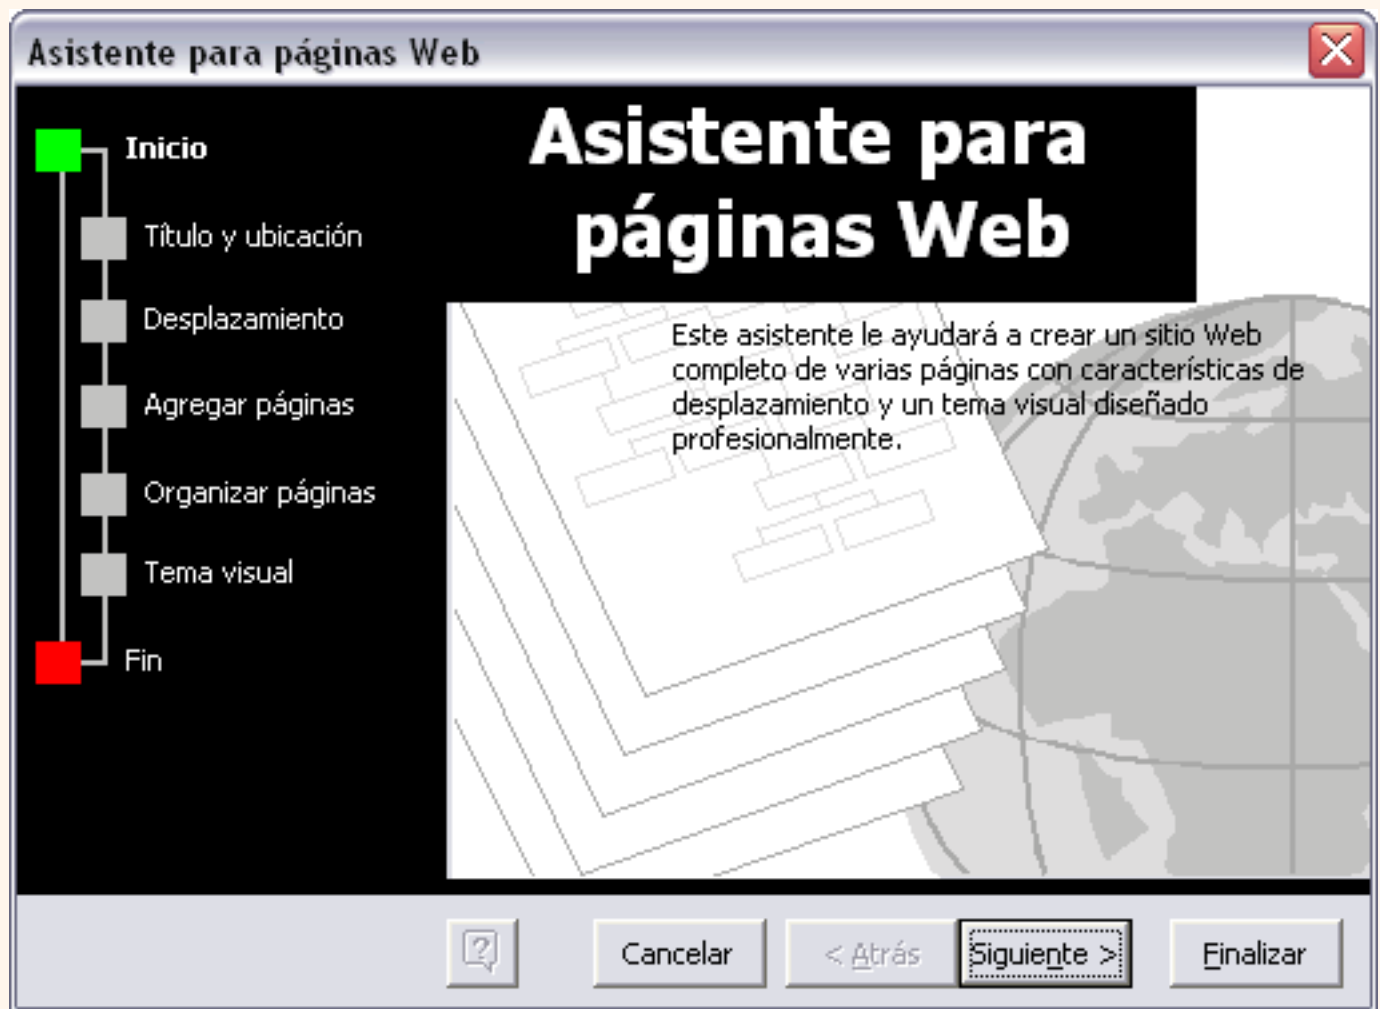 Asistente para páginas Web
Inicio
Título y ubicación
Desplazamiento
Agregar páginas
Organizar páginas
Tema visual
Fin
Asistente para
páginas Web
Este asistente le ayudará a crear un sitio Web
completo de varias páginas con características de
desplazamiento y un tema visual diseñado
profesionalmente.
?
Cancelar
< Atrás
Siguiente >
Finalizar